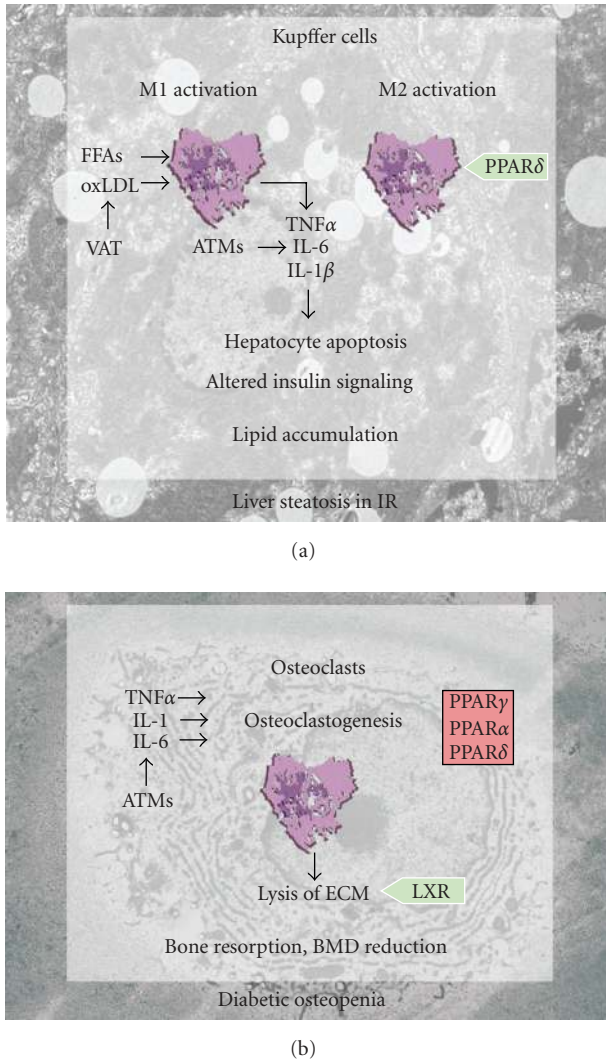 Kupffer cells
M1 activation
M2 activation
FFAs
oxLDL
PPARδ
VAT
ATMs
TNFα
IL-6
IL-1β
Hepatocyte apoptosis
Altered insulin signaling
Lipid accumulation
Liver steatosis in IR
(a)
Osteoclasts
TNFα
IL-1
IL-6
Osteoclastogenesis
PPARγ
PPARα
PPARδ
ATMs
Lysis of ECM
LXR
Bone resorption, BMD reduction
Diabetic osteopenia
(b)